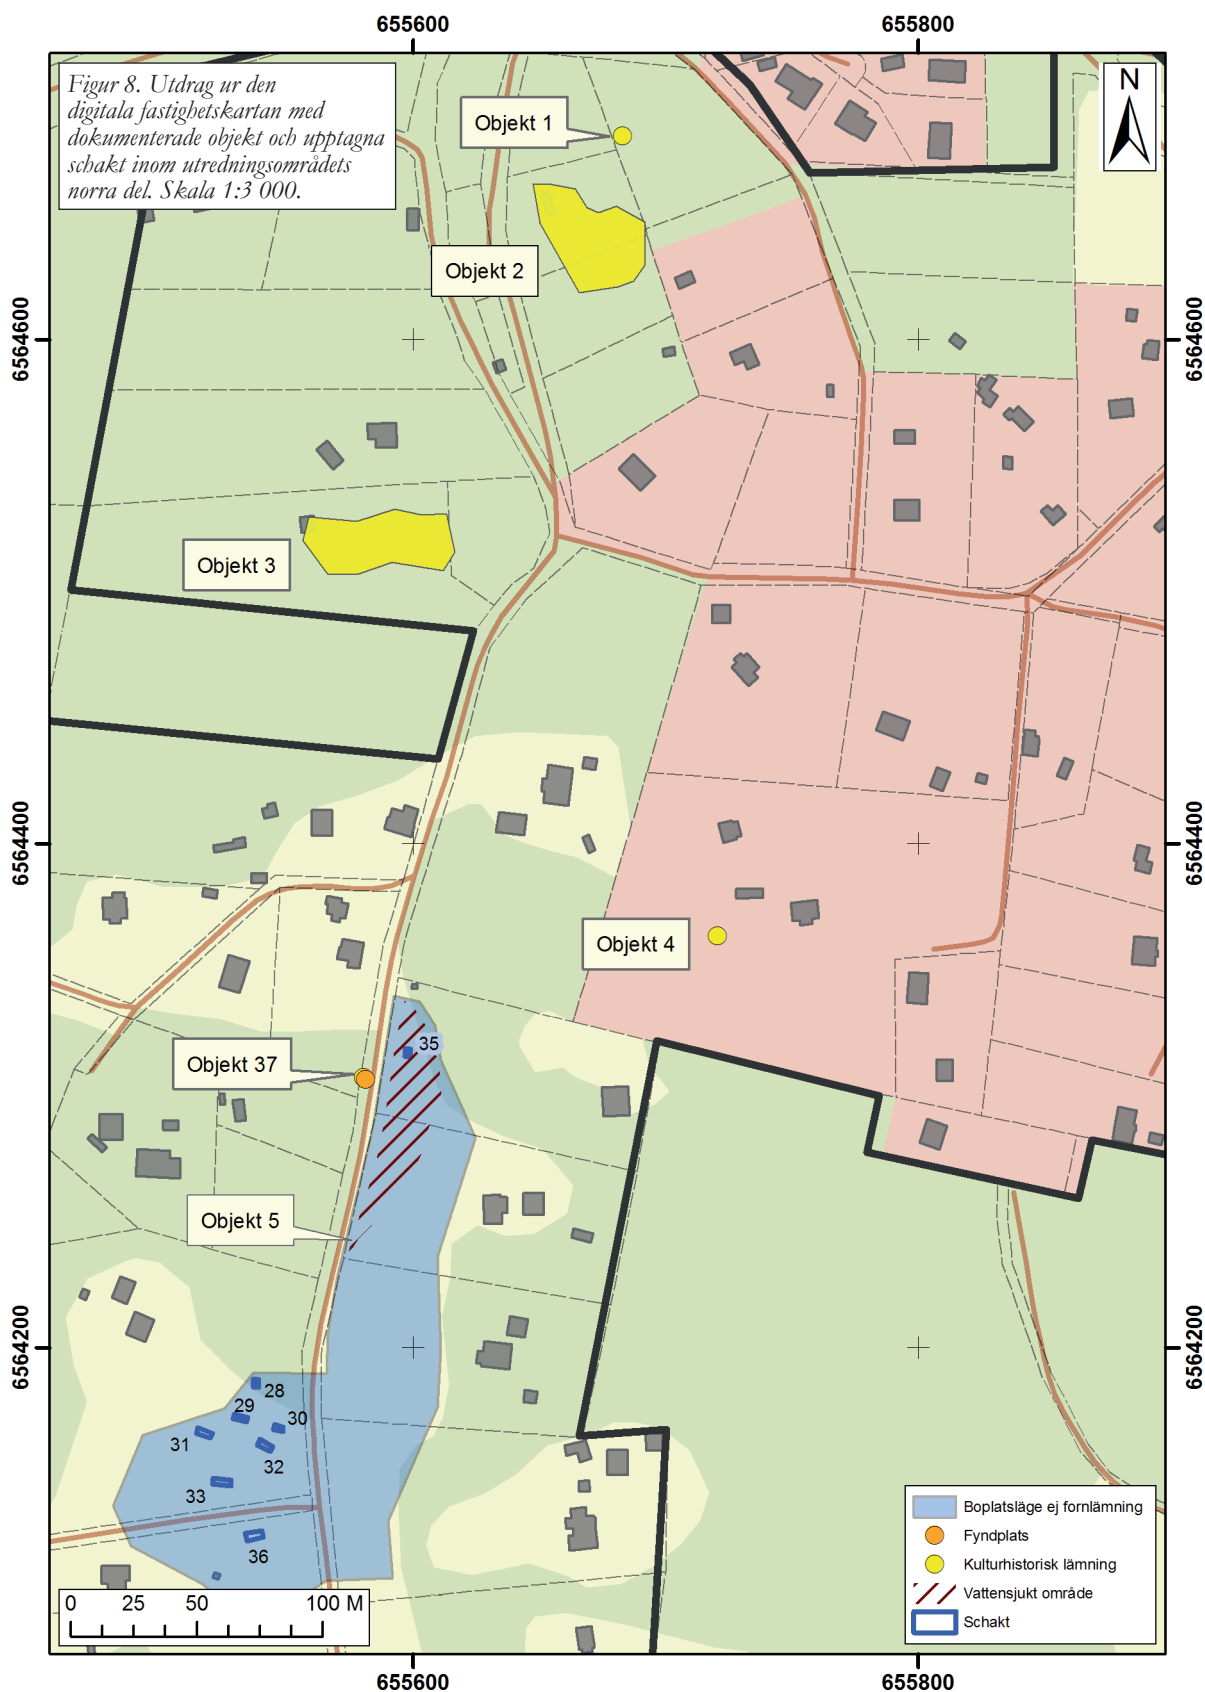 655600
655800
Figur 8. Utdrag ur den
digitala fastighetskartan med
dokumenterade objekt och upptagna
schakt inom utredningsområdets
norra del. Skala 1:3 000.
N
Objekt 1
Objekt 2
6564600
6564600
Objekt 3
6564400
6564400
Objekt 4
35
Objekt 37
Objekt 5
6564200
6564200
28
29
30
31
32
33
36
Boplatsläge ej fornlämning
Fyndplats
Kulturhistorisk lämning
Vattensjukt område
Schakt
0 25 50 100 M
655600
655800